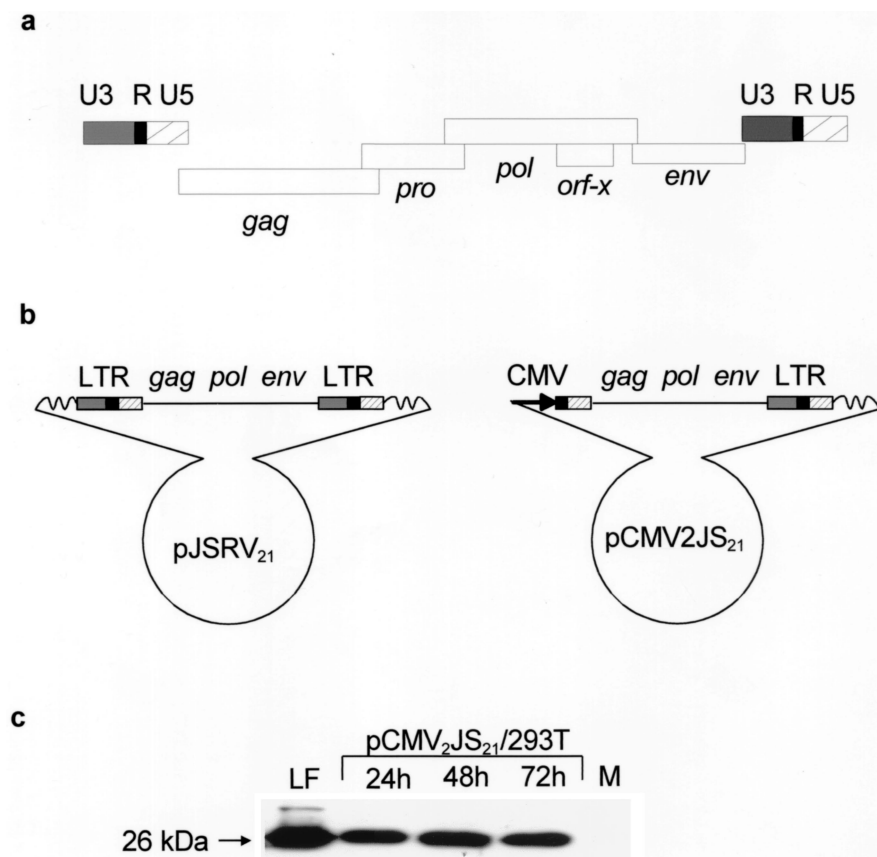 a
U3 R U5
U3 R U5
gag
pro
pol
orf-x
env
b
LTR gag pol env LTR
CMV gag pol env LTR
pJSRV21
pCMV2JS21
c
pCMV2JS21/293T
LF 24h 48h 72h M
26 kDa →